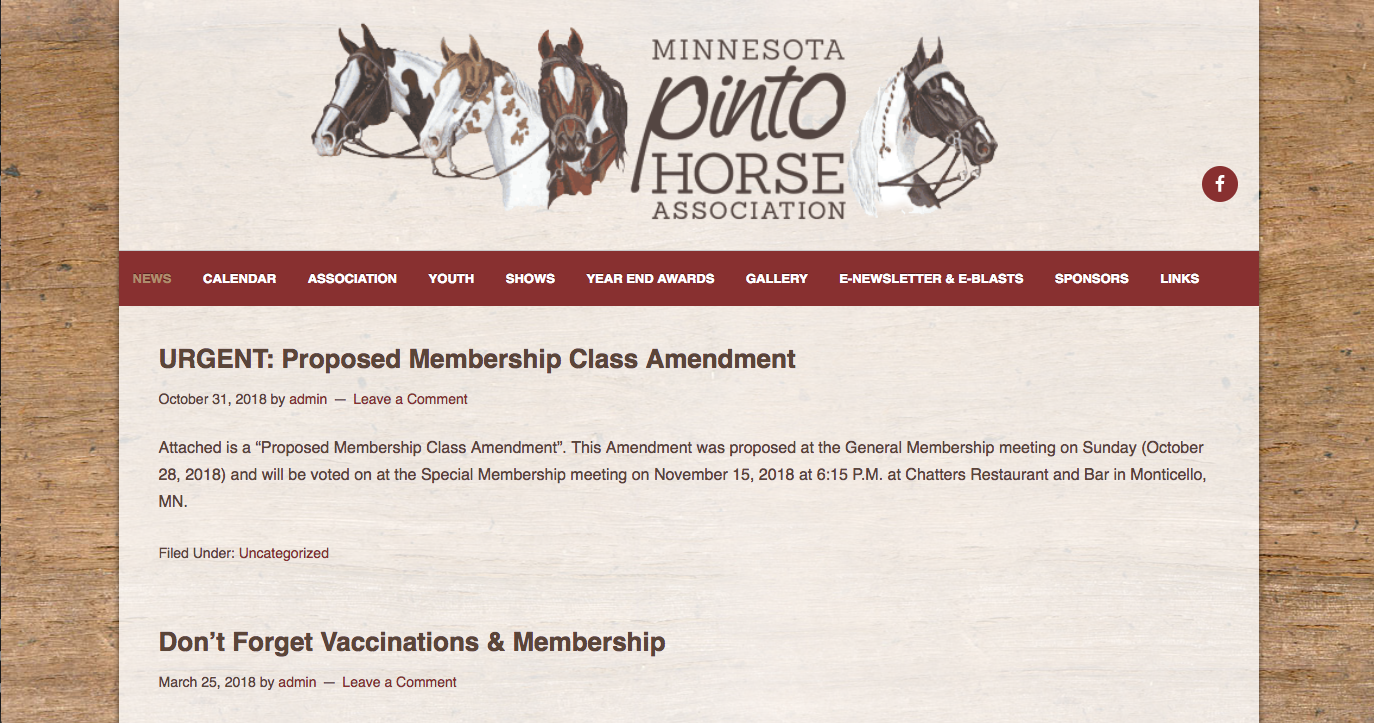 MINNESOTA
pinto
HORSE
ASSOCIATION
f
NEWS CALENDAR ASSOCIATION YOUTH SHOWS YEAR END AWARDS GALLERY E-NEWSLETTER & E-BLASTS SPONSORS LINKS
URGENT: Proposed Membership Class Amendment
October 31, 2018 by admin — Leave a Comment
Attached is a “Proposed Membership Class Amendment”. This Amendment was proposed at the General Membership meeting on Sunday (October
28, 2018) and will be voted on at the Special Membership meeting on November 15, 2018 at 6:15 P.M. at Chatters Restaurant and Bar in Monticello,
MN.
Filed Under: Uncategorized
Don’t Forget Vaccinations & Membership
March 25, 2018 by admin — Leave a Comment